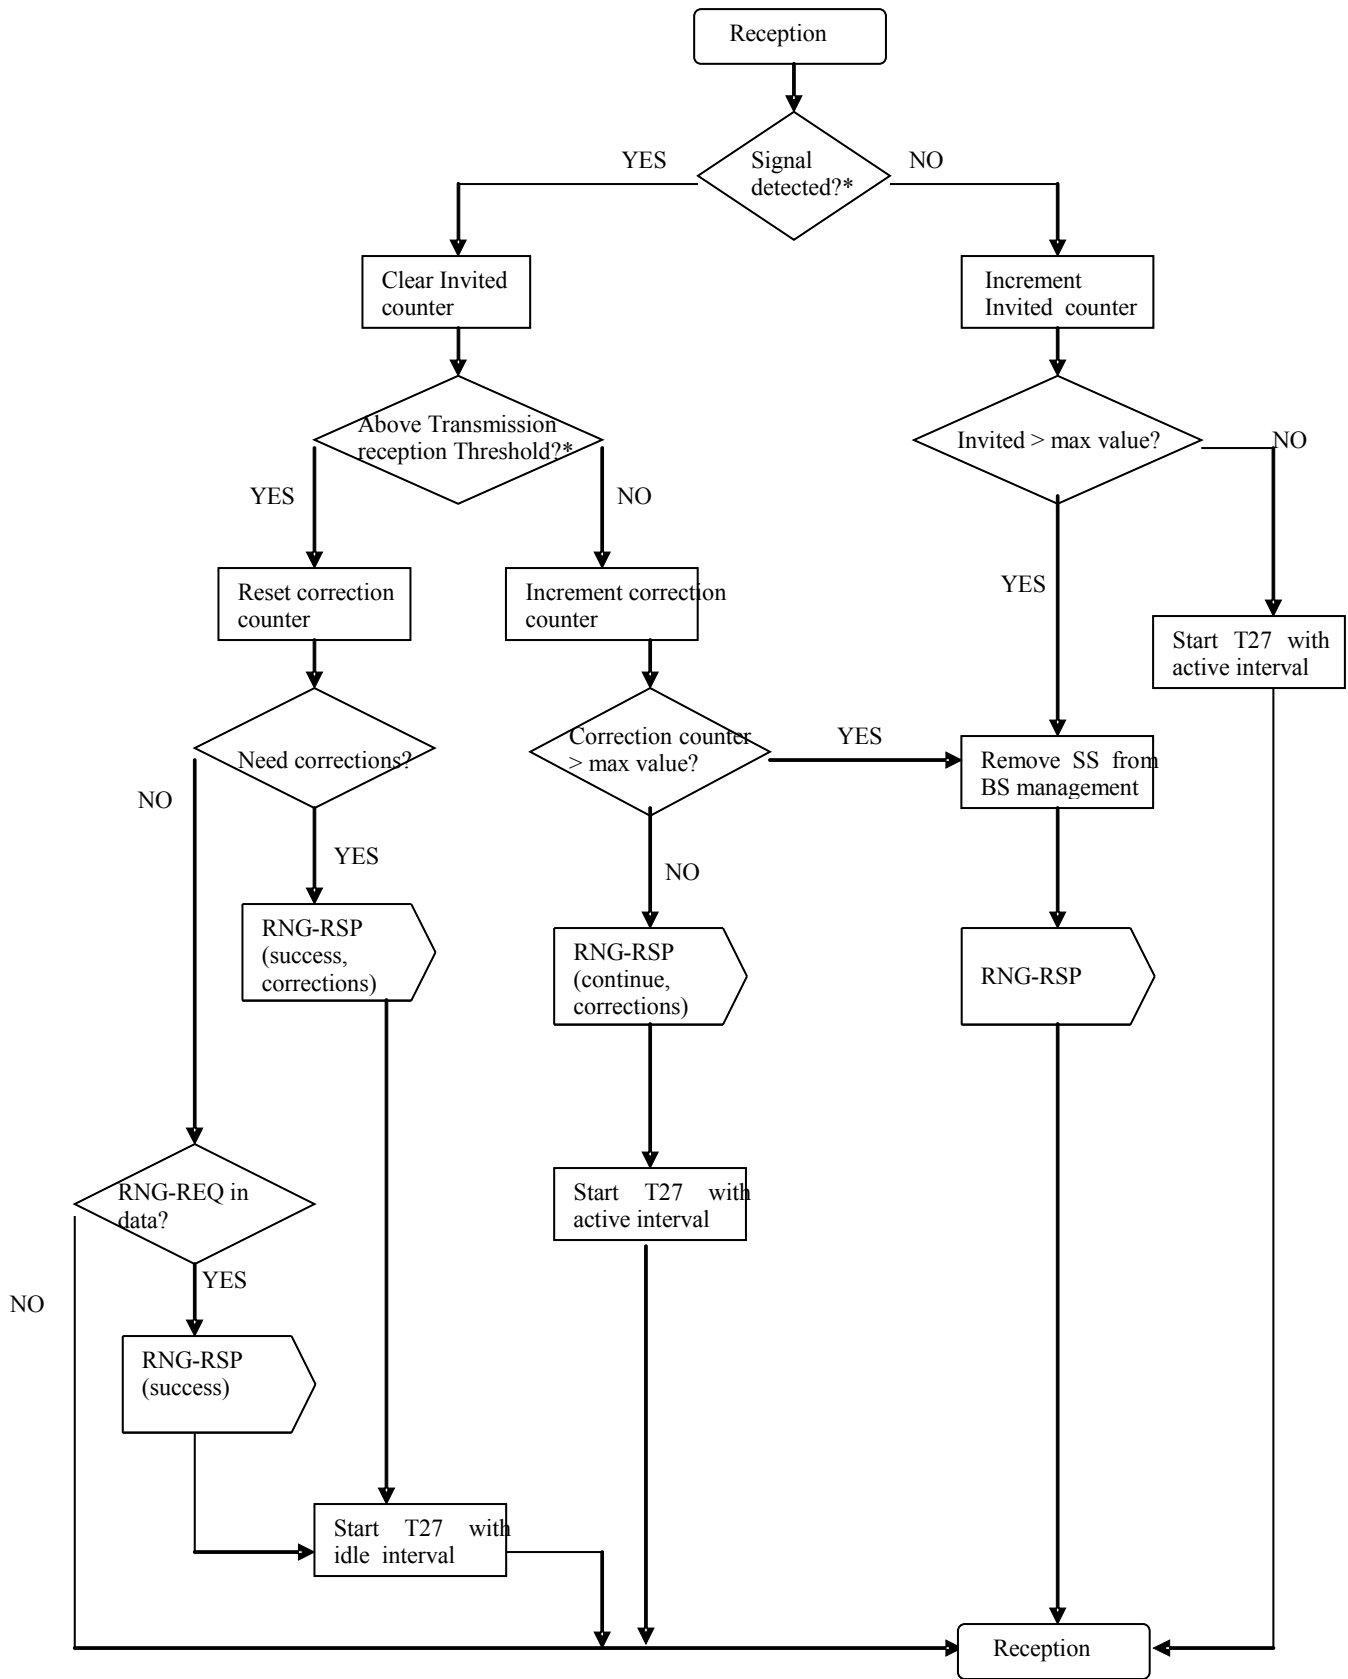 Reception
YES
NO
Signal
detected?*
Clear Invited
counter
Increment
Invited counter
Above Transmission
reception Threshold?*
Invited > max value?
NO
YES
NO
YES
Reset correction
counter
Increment correction
counter
Start T27 with
active interval
Need corrections?
Correction counter
> max value?
YES
Remove SS from
BS management
NO
YES
NO
RNG-RSP
(success,
corrections)
RNG-RSP
(continue,
corrections)
RNG-RSP
RNG-REQ in
data?
Start T27 with
active interval
YES
NO
RNG-RSP
(success)
Start T27 with
idle interval
Reception